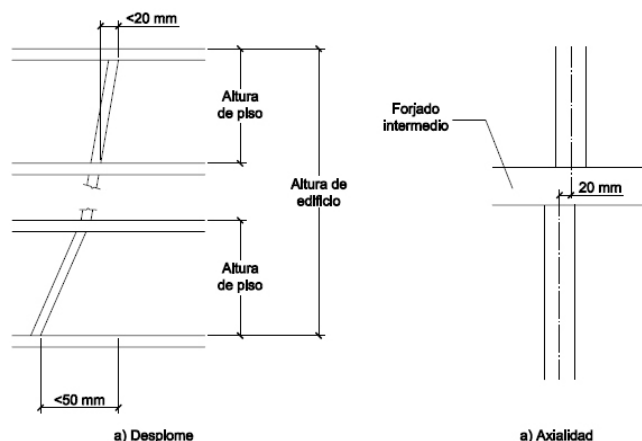 <20 mm
Altura
de piso
Altura de
edificio
Altura
de piso
<50 mm
a) Desplome
Forjado
intermedio
20 mm
a) Axialidad